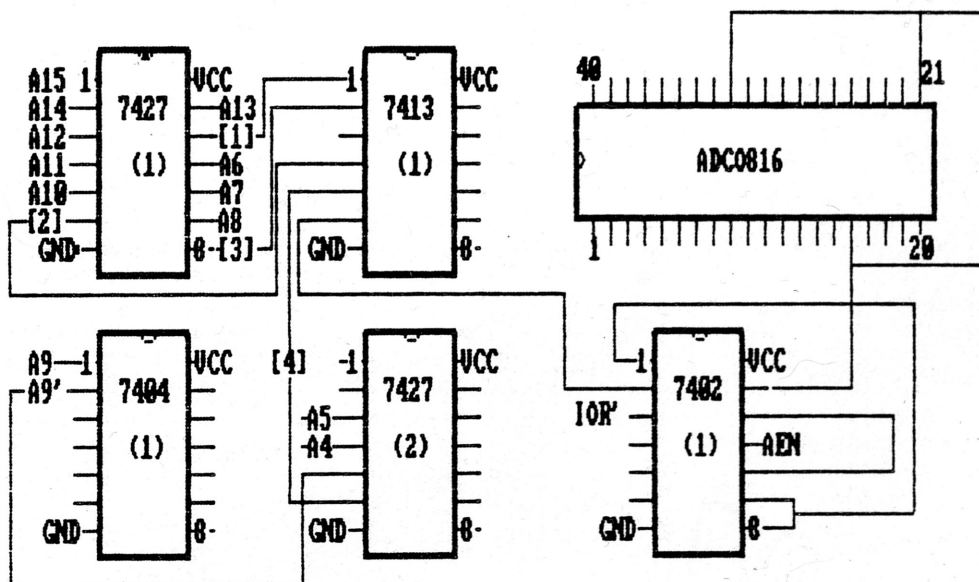 40 21
A15 1 VCC 1 VCC
A14 7427 A13 7413
A12 [1]
A11 (1) A6 (1) ADC0816
A10 A7
[2] A8
GND 8 [3] GND 8 1 20
A9 1 VCC [4] 1 VCC 1 VCC
A9' 7404 7427 7402
A5 IOR'
(1) A4 (2) (1) AEN
GND 8 GND 8 GND 8